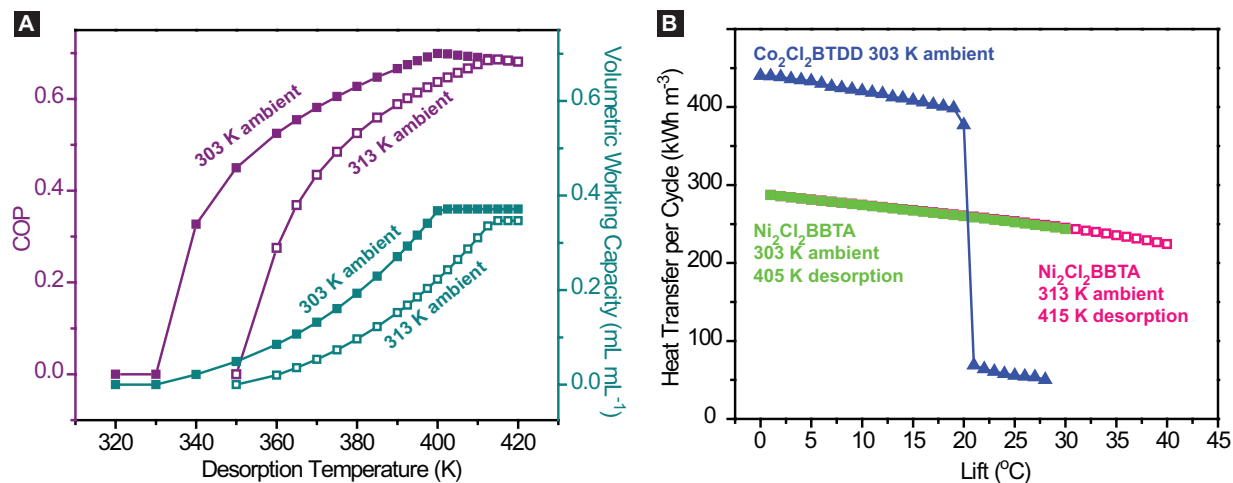 A
COP
0.6
0.4
0.2
0.0
303 K ambient
313 K ambient
303 K ambient
313 K ambient
0.6
0.4
0.2
0.0
Volumetric Working Capacity (mL mL⁻¹)
320 340 360 380 400 420
Desorption Temperature (K)
B
Heat Transfer per Cycle (kWh m⁻³)
400
300
200
100
0
Co₂Cl₂BTDD 303 K ambient
Ni₂Cl₂BBTA
303 K ambient
405 K desorption
Ni₂Cl₂BBTA
313 K ambient
415 K desorption
0 5 10 15 20 25 30 35 40 45
Lift (°C)